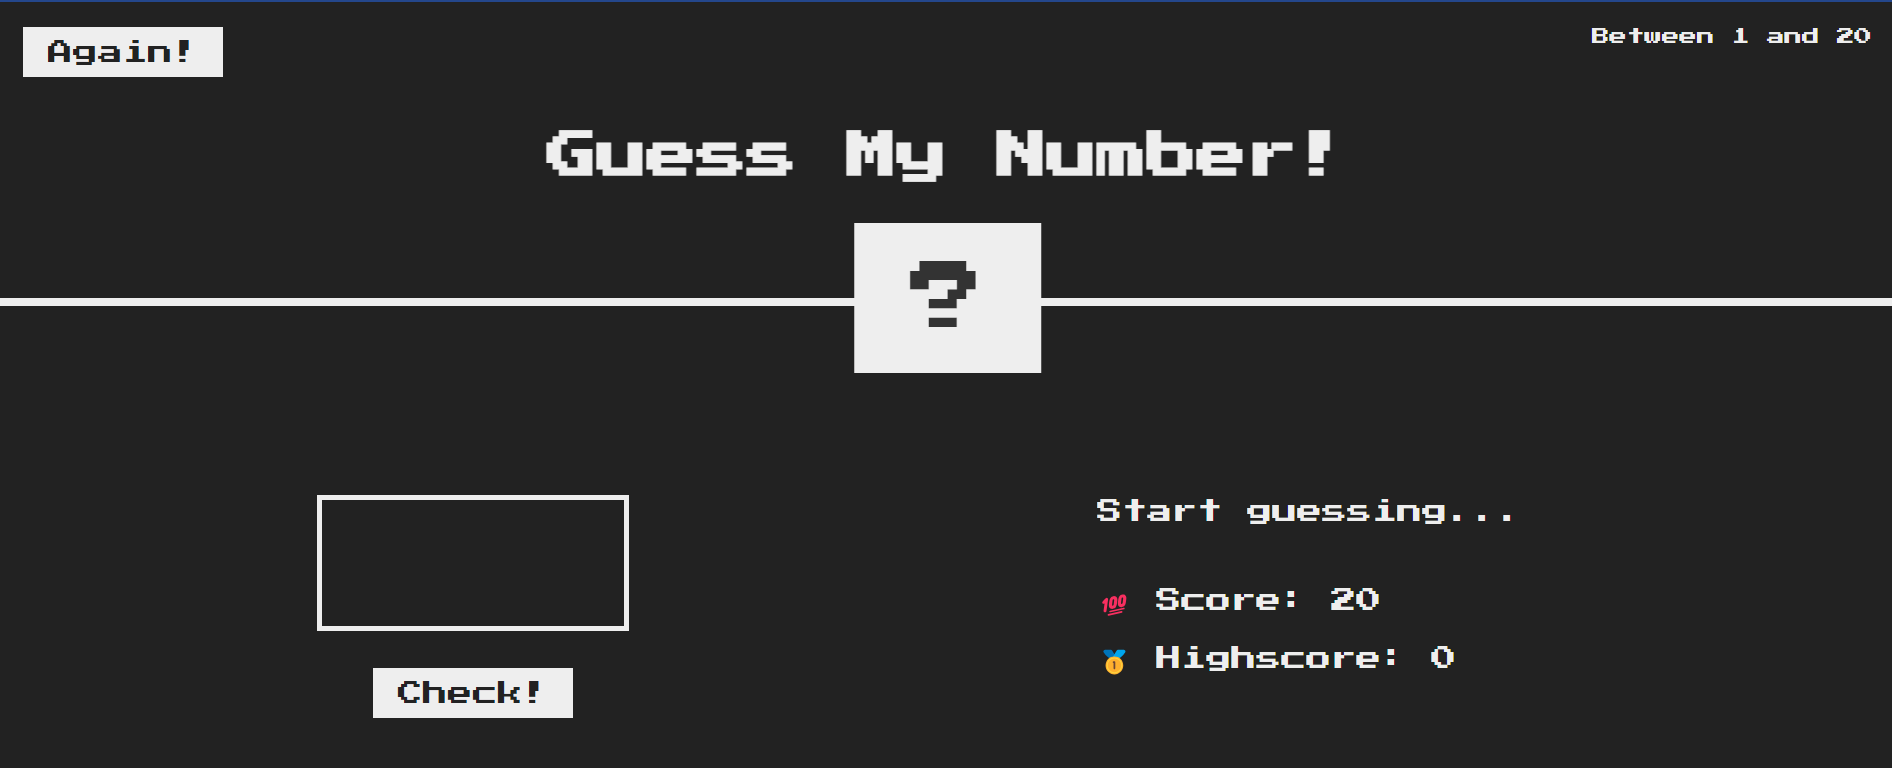 Again!
Between 1 and 20
Guess My Number!
?
Start guessing...
💯 Score: 20
🥇 Highscore: 0
Check!